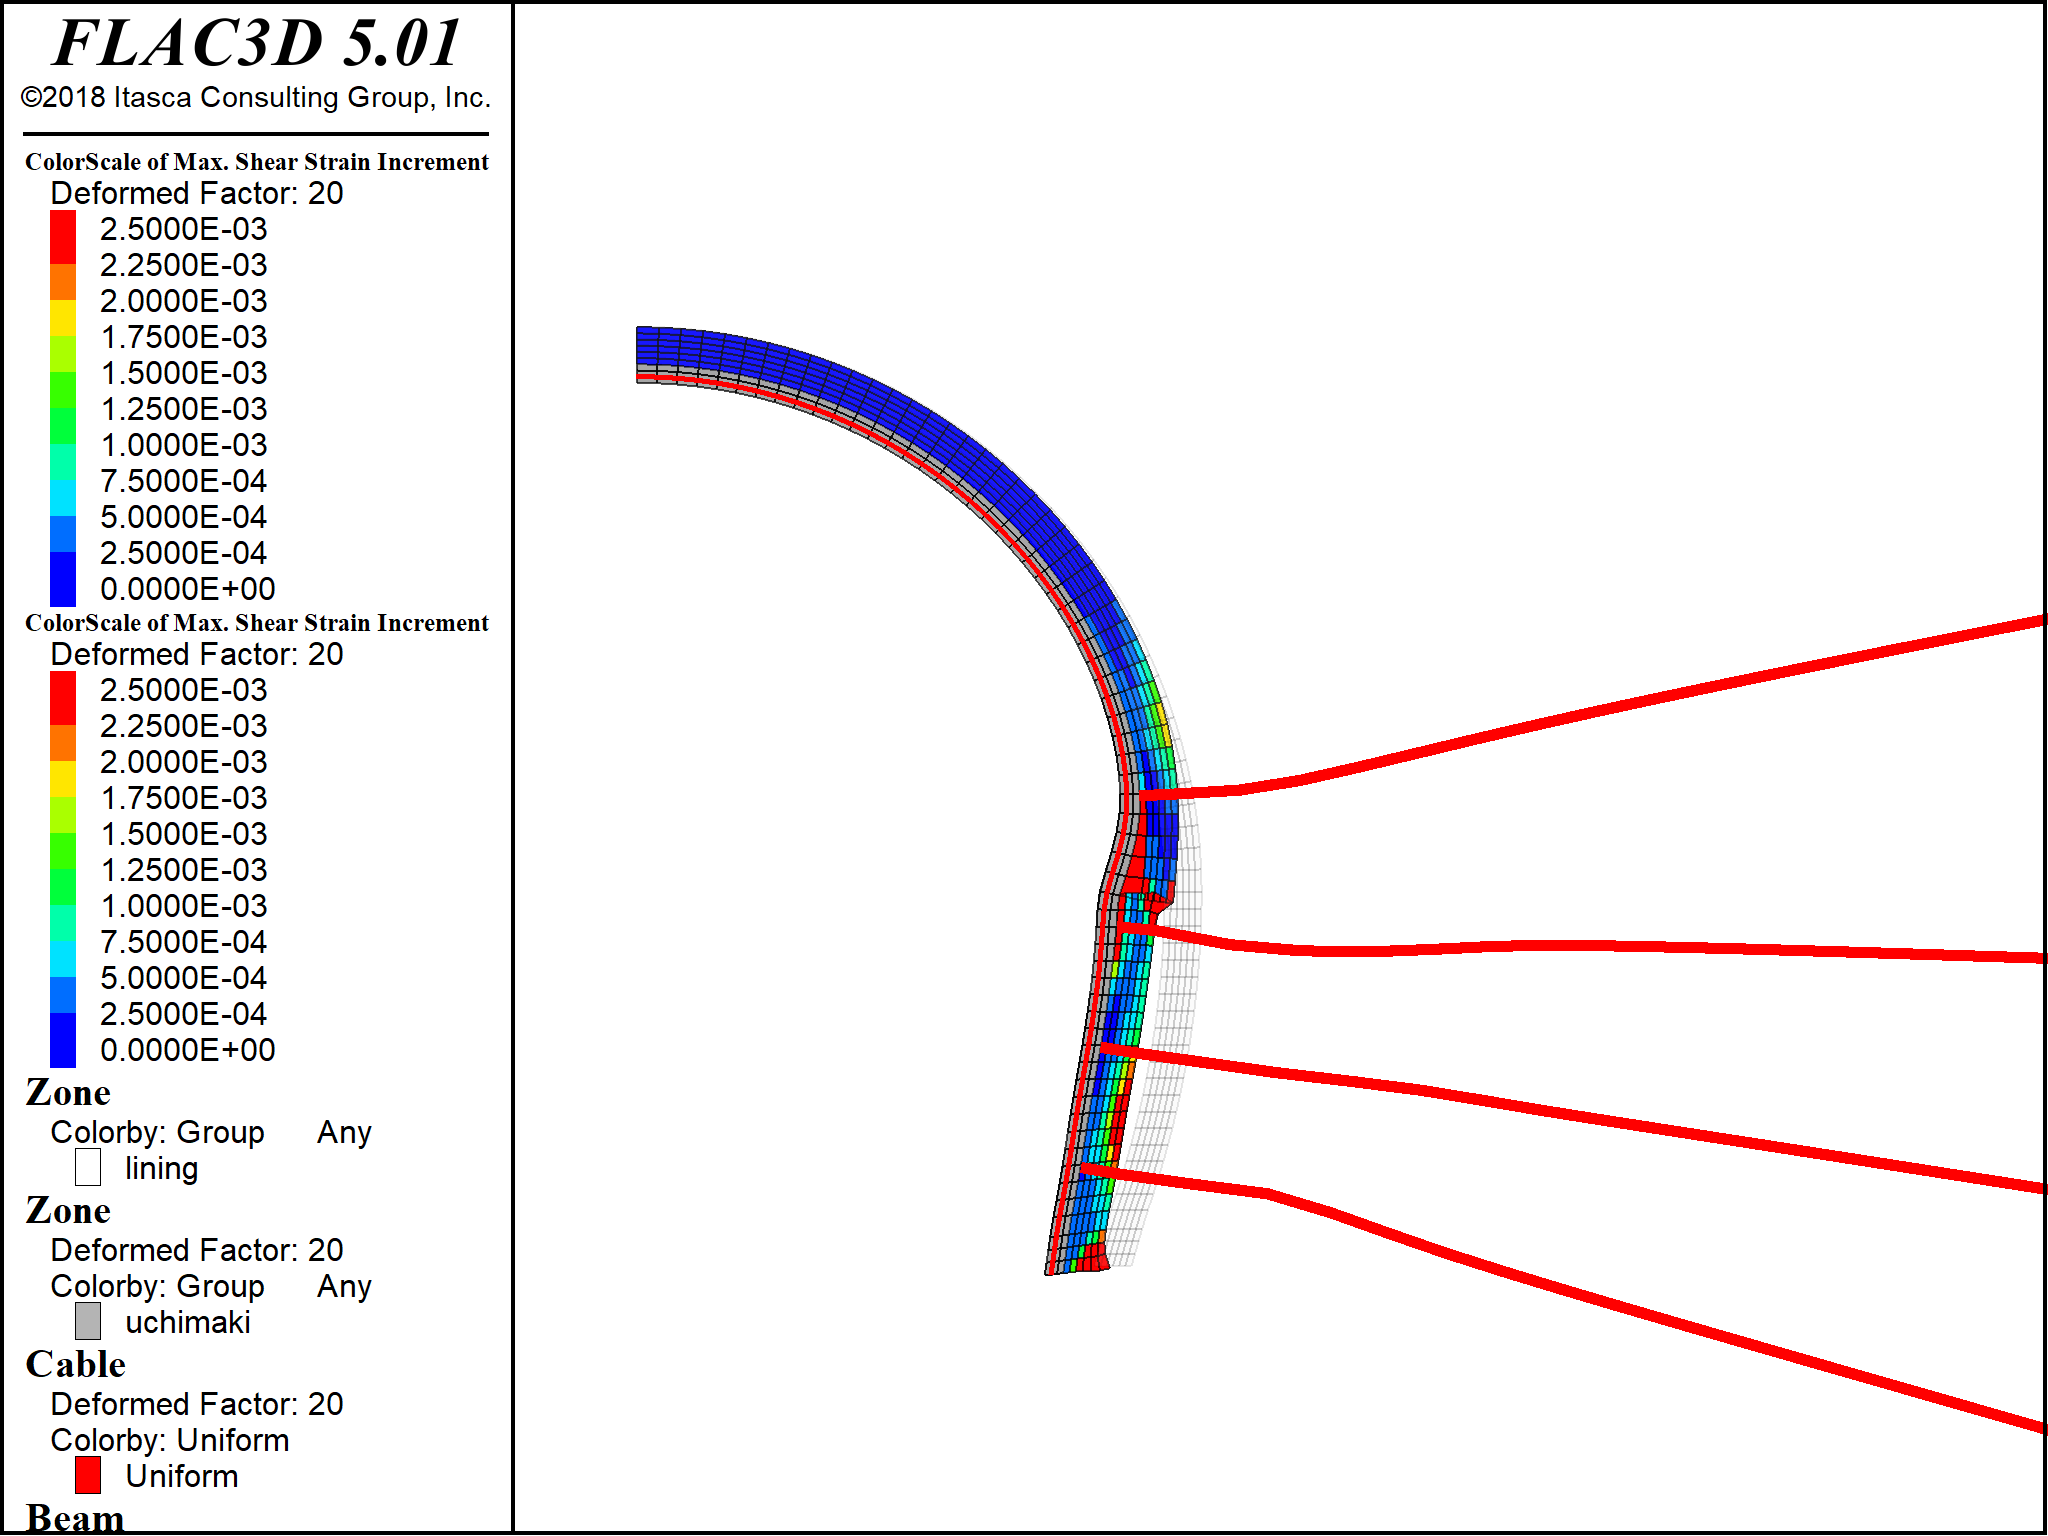 FLAC3D 5.01
©2018 Itasca Consulting Group, Inc.
ColorScale of Max. Shear Strain Increment
Deformed Factor: 20
2.5000E-03
2.2500E-03
2.0000E-03
1.7500E-03
1.5000E-03
1.2500E-03
1.0000E-03
7.5000E-04
5.0000E-04
2.5000E-04
0.0000E+00
ColorScale of Max. Shear Strain Increment
Deformed Factor: 20
2.5000E-03
2.2500E-03
2.0000E-03
1.7500E-03
1.5000E-03
1.2500E-03
1.0000E-03
7.5000E-04
5.0000E-04
2.5000E-04
0.0000E+00
Zone
Colorby: Group Any
lining
Zone
Deformed Factor: 20
Colorby: Group Any
uchimaki
Cable
Deformed Factor: 20
Colorby: Uniform
Uniform
Beam